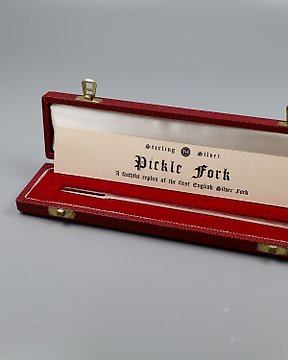 Sterling Silver
Pickle Fork
A faithful replica of the first English Silver Fork